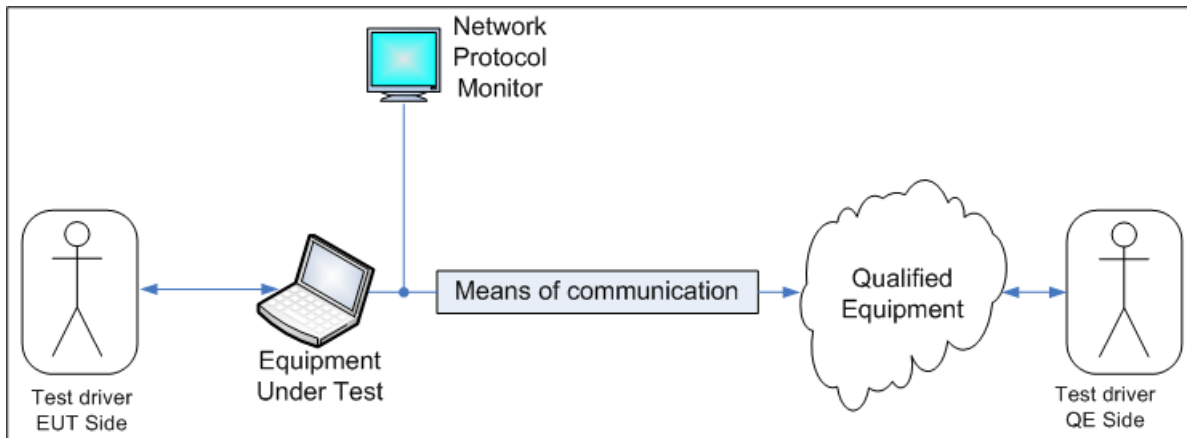 Network
Protocol
Monitor
Means of communication
Qualified
Equipment
Equipment
Under Test
Test driver
EUT Side
Test driver
QE Side